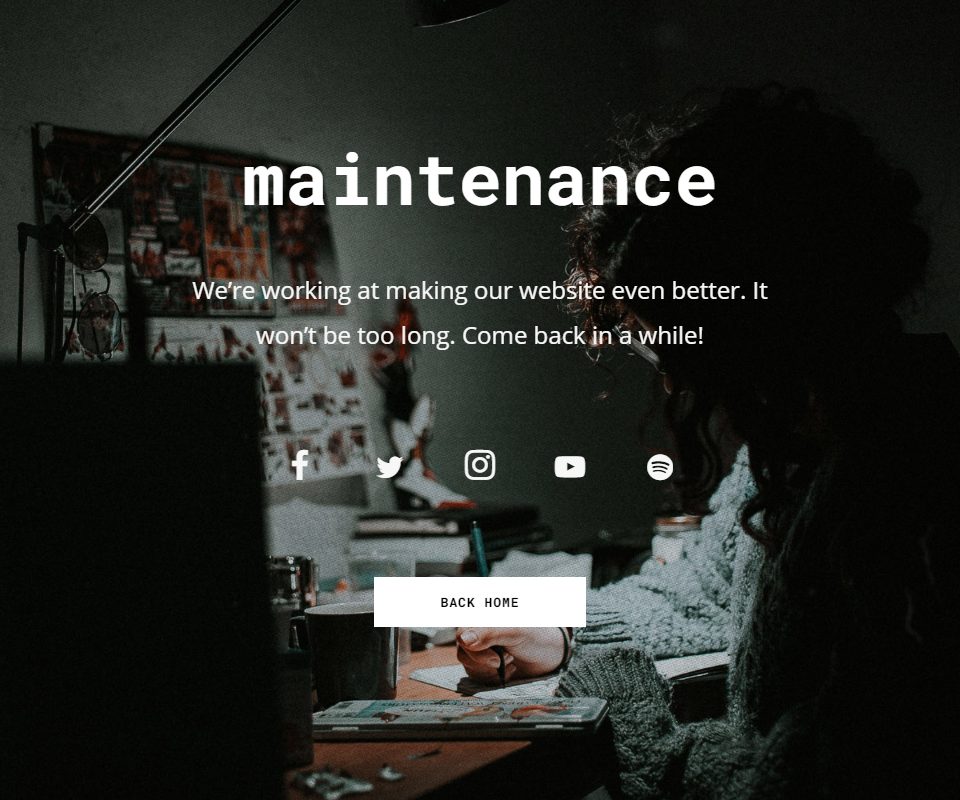 maintenance
We’re working at making our website even better. It
won’t be too long. Come back in a while!
BACK HOME